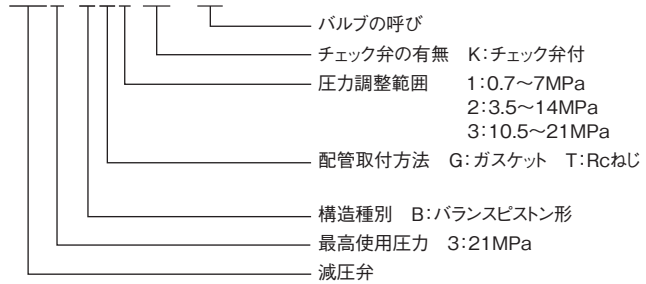 バルブの呼び
チェック弁の有無 K:チェック弁付
圧力調整範囲 1:0.7〜7MPa
2:3.5〜14MPa
3:10.5〜21MPa
配管取付方法 G:ガスケット T:Rcねじ
構造種別 B:バランスピストン形
最高使用圧力 3:21MPa
減圧弁